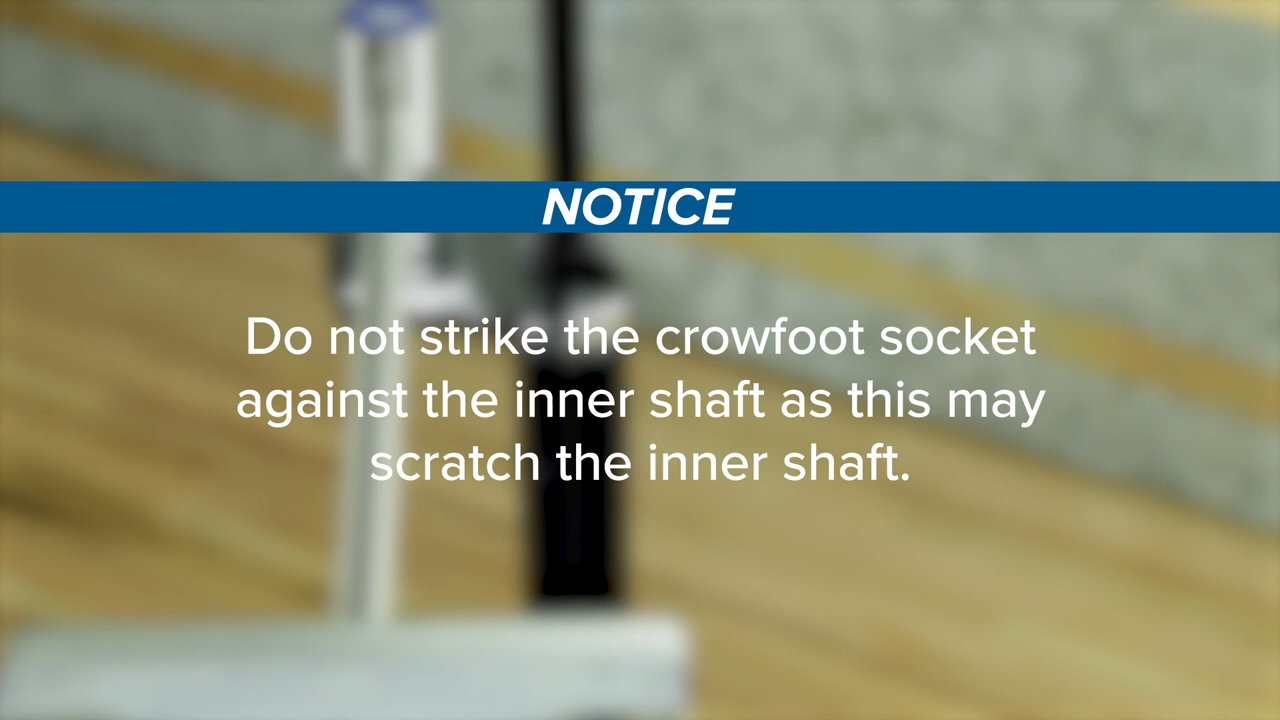 NOTICE
Do not strike the crowfoot socket
against the inner shaft as this may
scratch the inner shaft.